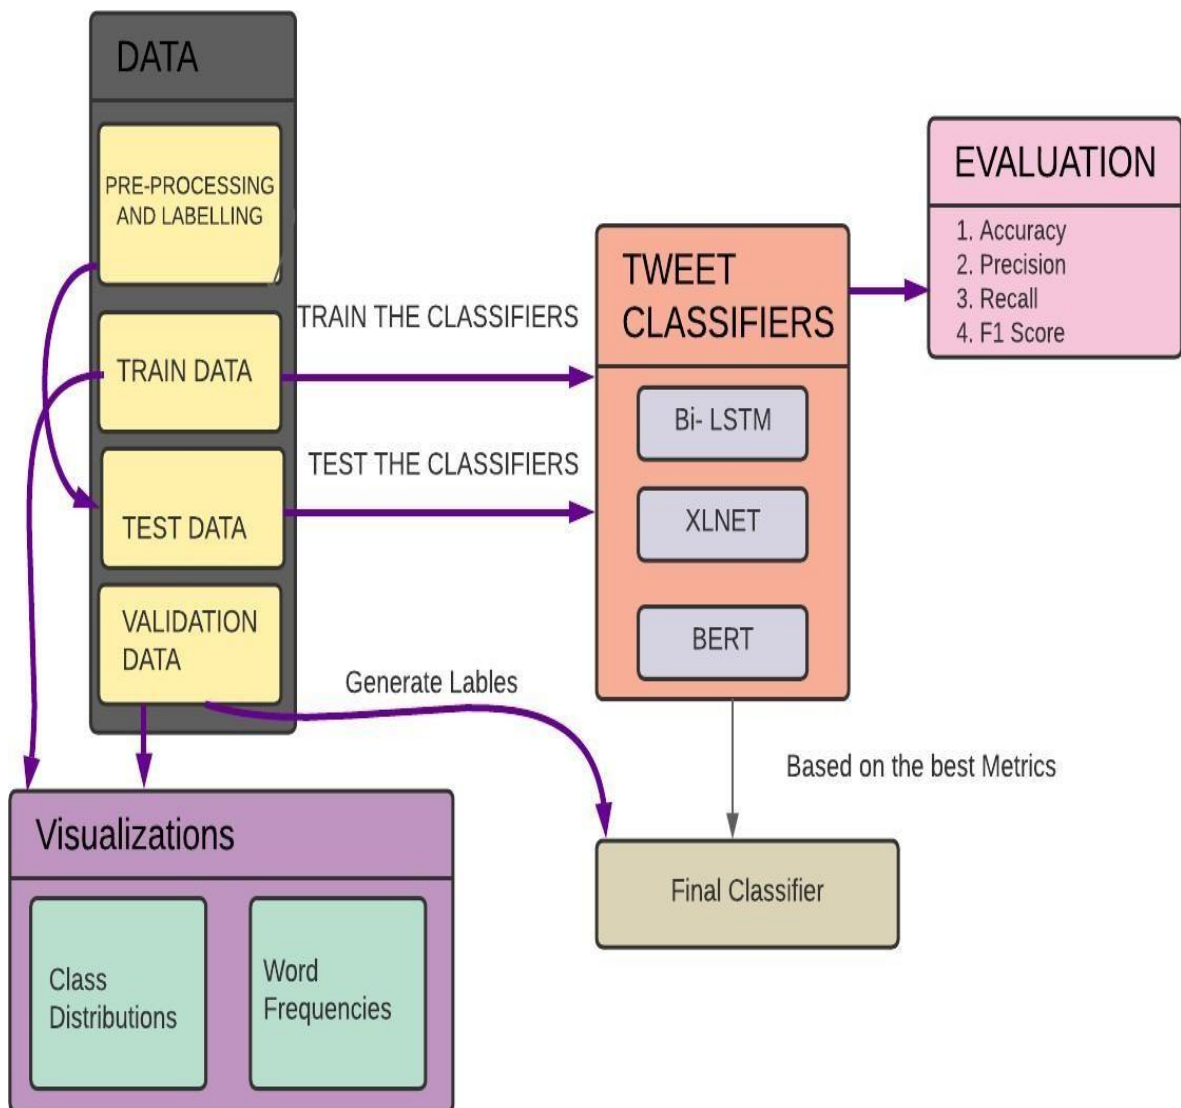 DATA
PRE-PROCESSING
AND LABELLING
TRAIN DATA
TEST DATA
VALIDATION
DATA
TRAIN THE CLASSIFIERS
TEST THE CLASSIFIERS
Generate Lables
TWEET
CLASSIFIERS
Bi- LSTM
XLNET
BERT
EVALUATION
1. Accuracy
2. Precision
3. Recall
4. F1 Score
Based on the best Metrics
Final Classifier
Visualizations
Class
Distributions
Word
Frequencies